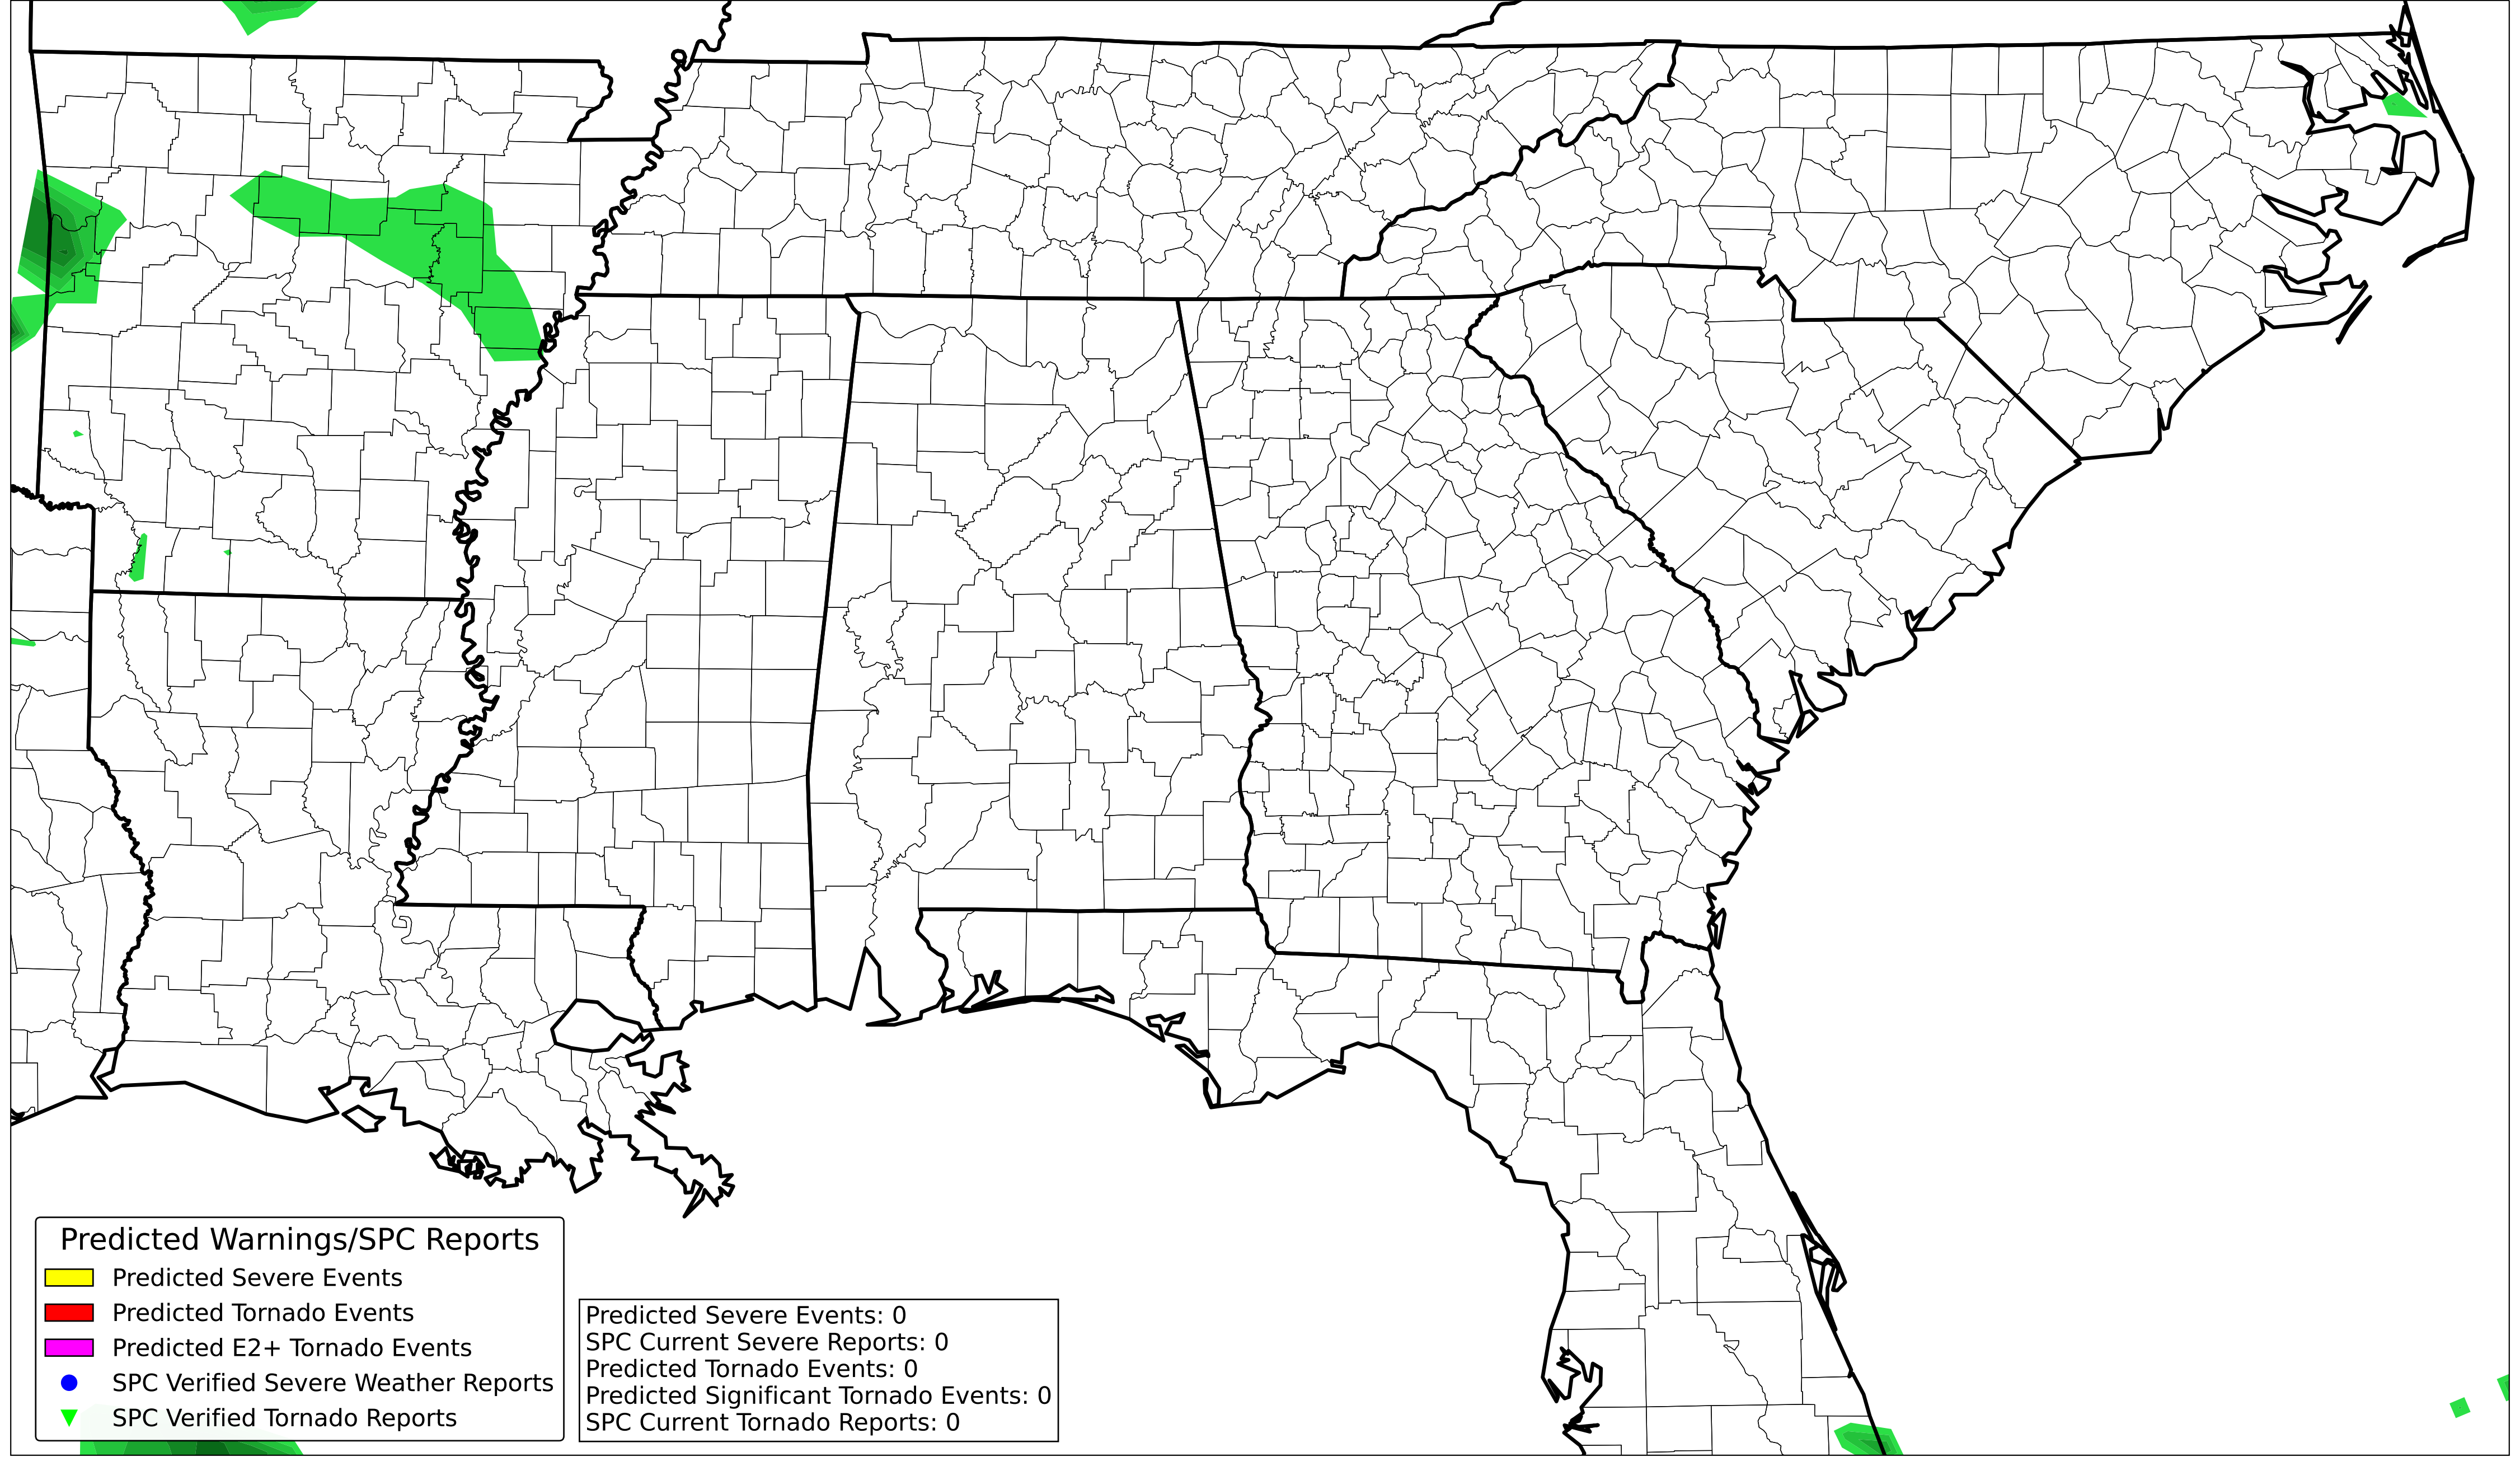 Predicted Warnings/SPC Reports
Predicted Severe Events
Predicted Tornado Events
Predicted E2+ Tornado Events
SPC Verified Severe Weather Reports
SPC Verified Tornado Reports
Predicted Severe Events: 0
SPC Current Severe Reports: 0
Predicted Tornado Events: 0
Predicted Significant Tornado Events: 0
SPC Current Tornado Reports: 0